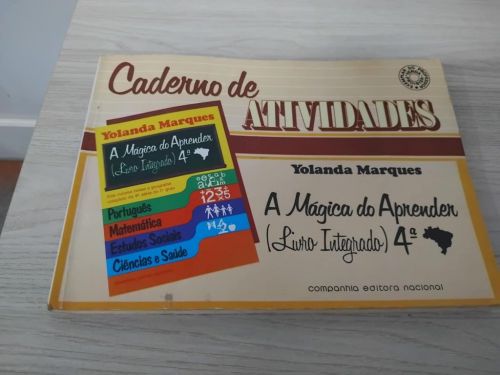 Caderno de
ATIVIDADES
Yolanda Marques
A Mágica do Aprender
(Livro Integrado) 4ª
Português
Matemática
Estudos Sociais
Ciências e Saúde
Yolanda Marques
A Mágica do Aprender
(Livro Integrado) 4ª
companhia editora nacional